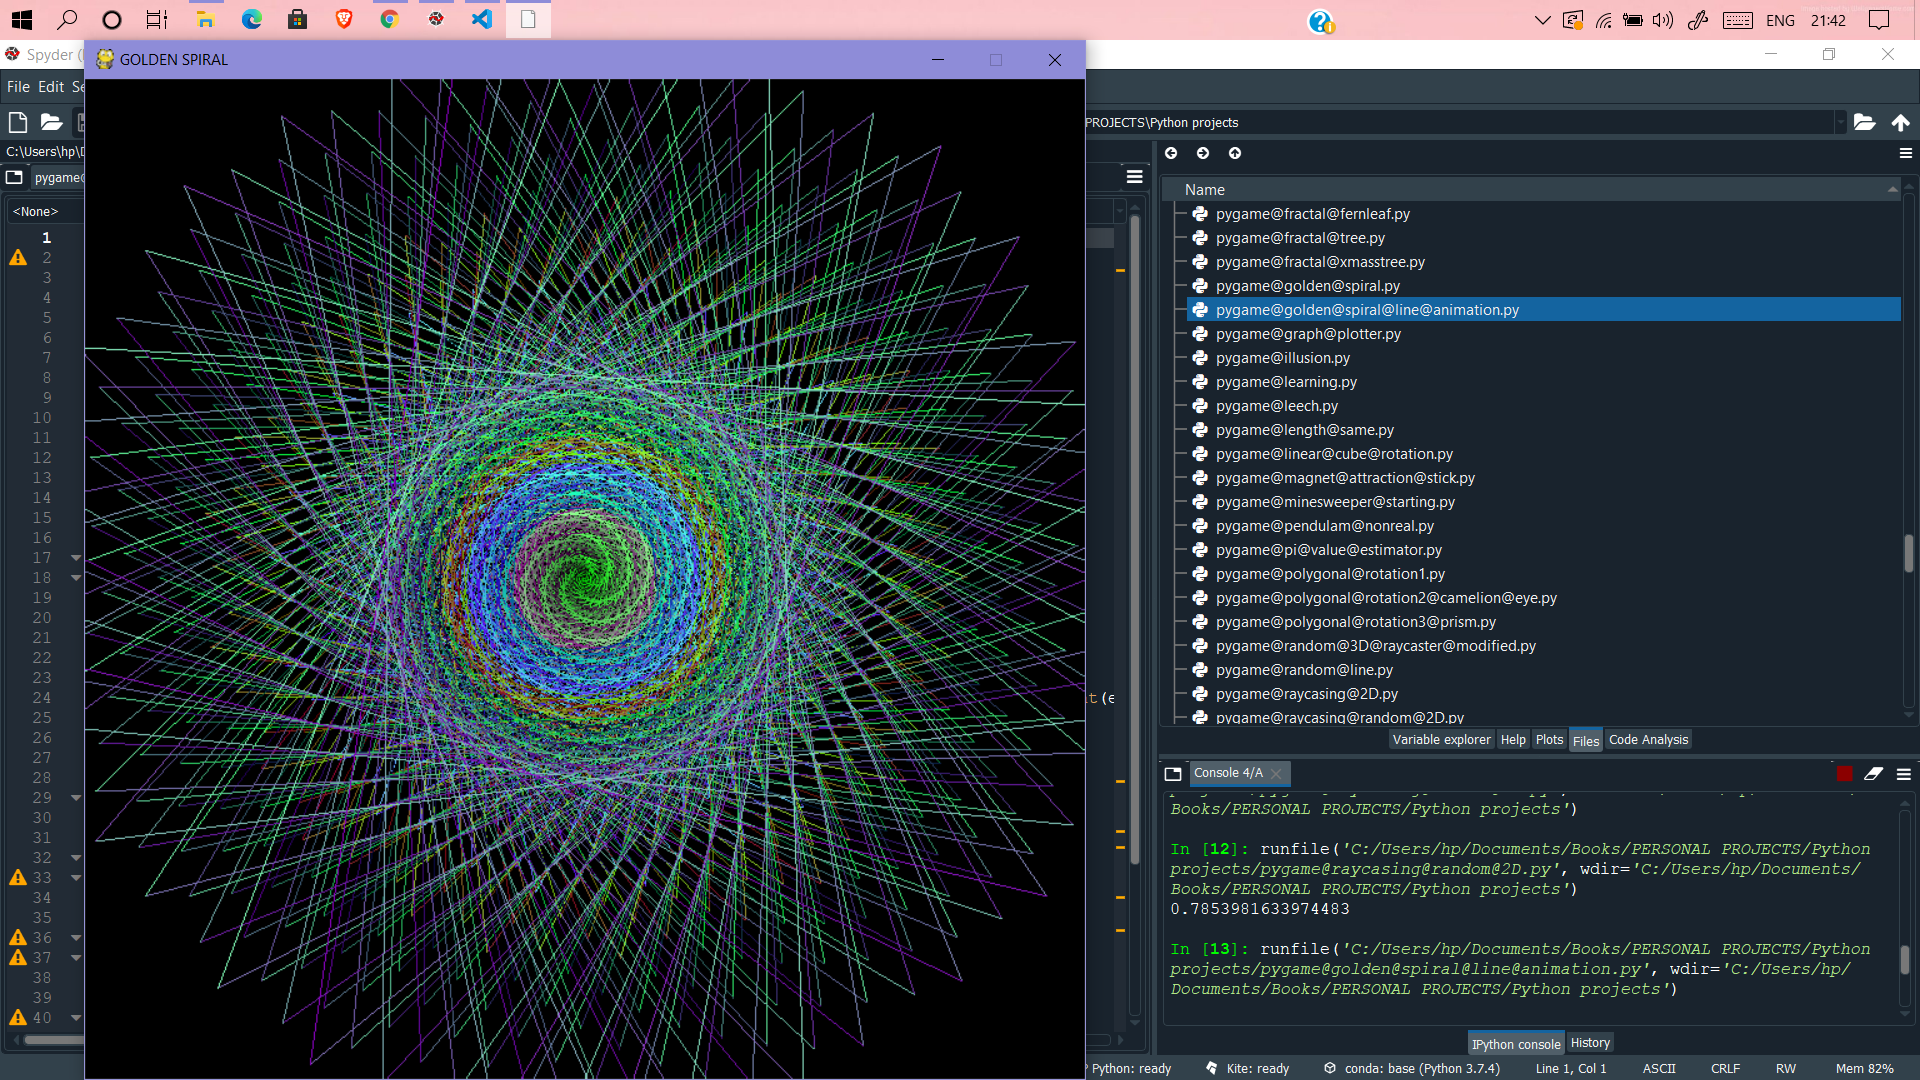 ENG
21:42
Spyder (
GOLDEN SPIRAL
File Edit Se
PROJECTS\Python projects
C:\Users\hp\D
pygame@
<None>
1
2
3
4
5
6
7
8
9
10
11
12
13
14
15
16
17
18
19
20
21
22
23
24
25
26
27
28
29
30
31
32
33
34
35
36
37
38
39
40
t(e
Name
pygame@fractal@fernleaf.py
pygame@fractal@tree.py
pygame@fractal@xmasstree.py
pygame@golden@spiral.py
pygame@golden@spiral@line@animation.py
pygame@graph@plotter.py
pygame@illusion.py
pygame@learning.py
pygame@leech.py
pygame@length@same.py
pygame@linear@cube@rotation.py
pygame@magnet@attraction@stick.py
pygame@minesweeper@starting.py
pygame@pendulam@nonreal.py
pygame@pi@value@estimator.py
pygame@polygonal@rotation1.py
pygame@polygonal@rotation2@camelion@eye.py
pygame@polygonal@rotation3@prism.py
pygame@random@3D@raycaster@modified.py
pygame@random@line.py
pygame@raycasing@2D.py
pygame@raycasing@random@2D.py
Variable explorer Help Plots Files Code Analysis
Console 4/A
Books/PERSONAL PROJECTS/Python projects')
In [12]: runfile('C:/Users/hp/Documents/Books/PERSONAL PROJECTS/Python
projects/pygame@raycasing@random@2D.py', wdir='C:/Users/hp/Documents/
Books/PERSONAL PROJECTS/Python projects')
0.7853981633974483
In [13]: runfile('C:/Users/hp/Documents/Books/PERSONAL PROJECTS/Python
projects/pygame@golden@spiral@line@animation.py', wdir='C:/Users/hp/
Documents/Books/PERSONAL PROJECTS/Python projects')
IPython console History
Python: ready Kite: ready conda: base (Python 3.7.4) Line 1, Col 1 ASCII CRLF RW Mem 82%